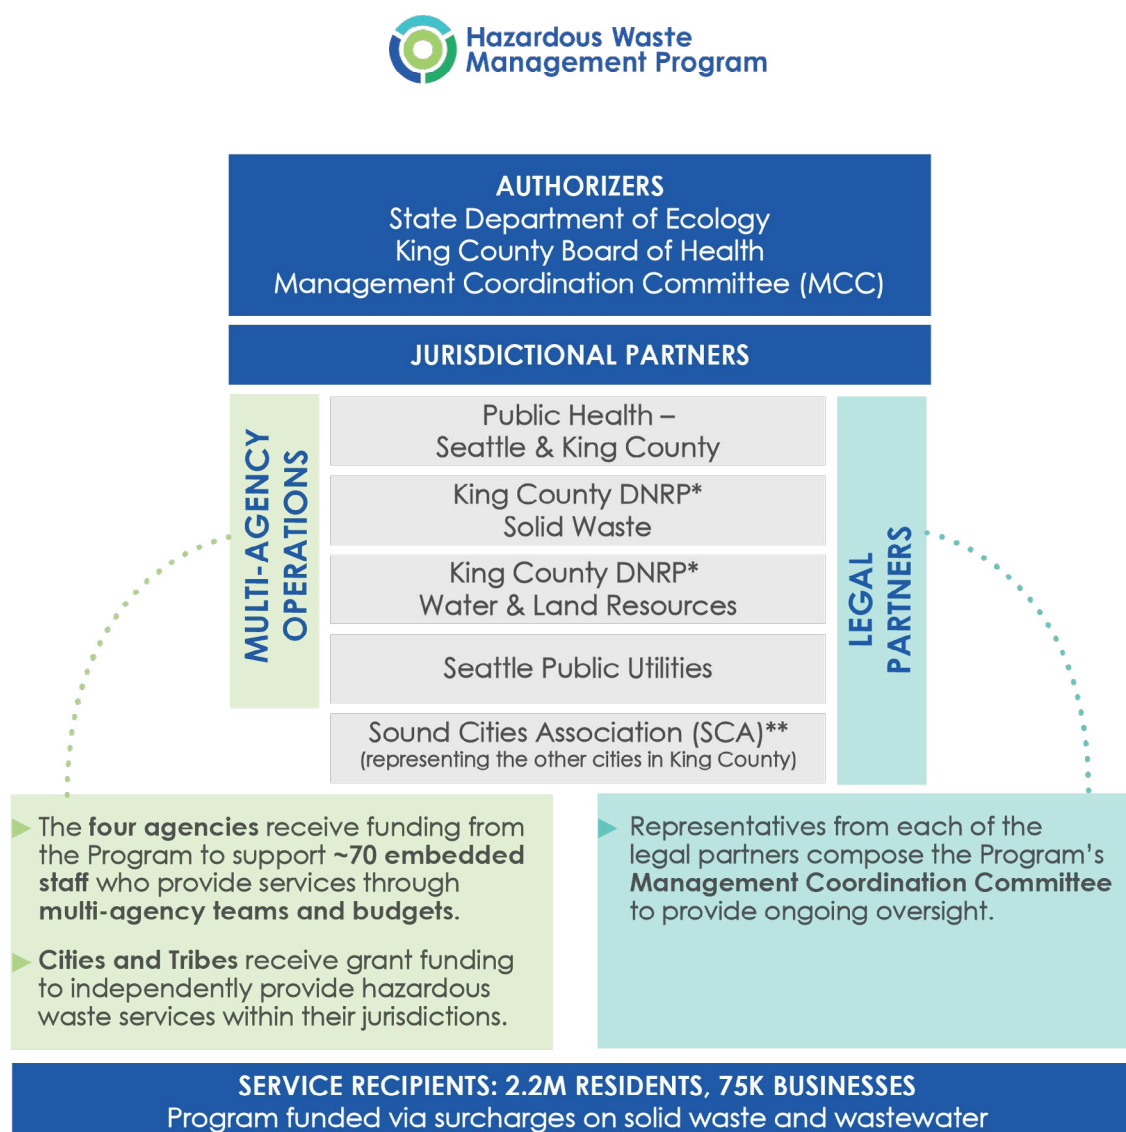 Hazardous Waste
Management Program
AUTHORIZERS
State Department of Ecology
King County Board of Health
Management Coordination Committee (MCC)
JURISDICTIONAL PARTNERS
MULTI-AGENCY
OPERATIONS
Public Health –
Seattle & King County
King County DNRP*
Solid Waste
King County DNRP*
Water & Land Resources
Seattle Public Utilities
Sound Cities Association (SCA)**
(representing the other cities in King County)
LEGAL
PARTNERS
The four agencies receive funding from
the Program to support ~70 embedded
staff who provide services through
multi-agency teams and budgets.
Cities and Tribes receive grant funding
to independently provide hazardous
waste services within their jurisdictions.
Representatives from each of the
legal partners compose the Program’s
Management Coordination Committee
to provide ongoing oversight.
SERVICE RECIPIENTS: 2.2M RESIDENTS, 75K BUSINESSES
Program funded via surcharges on solid waste and wastewater